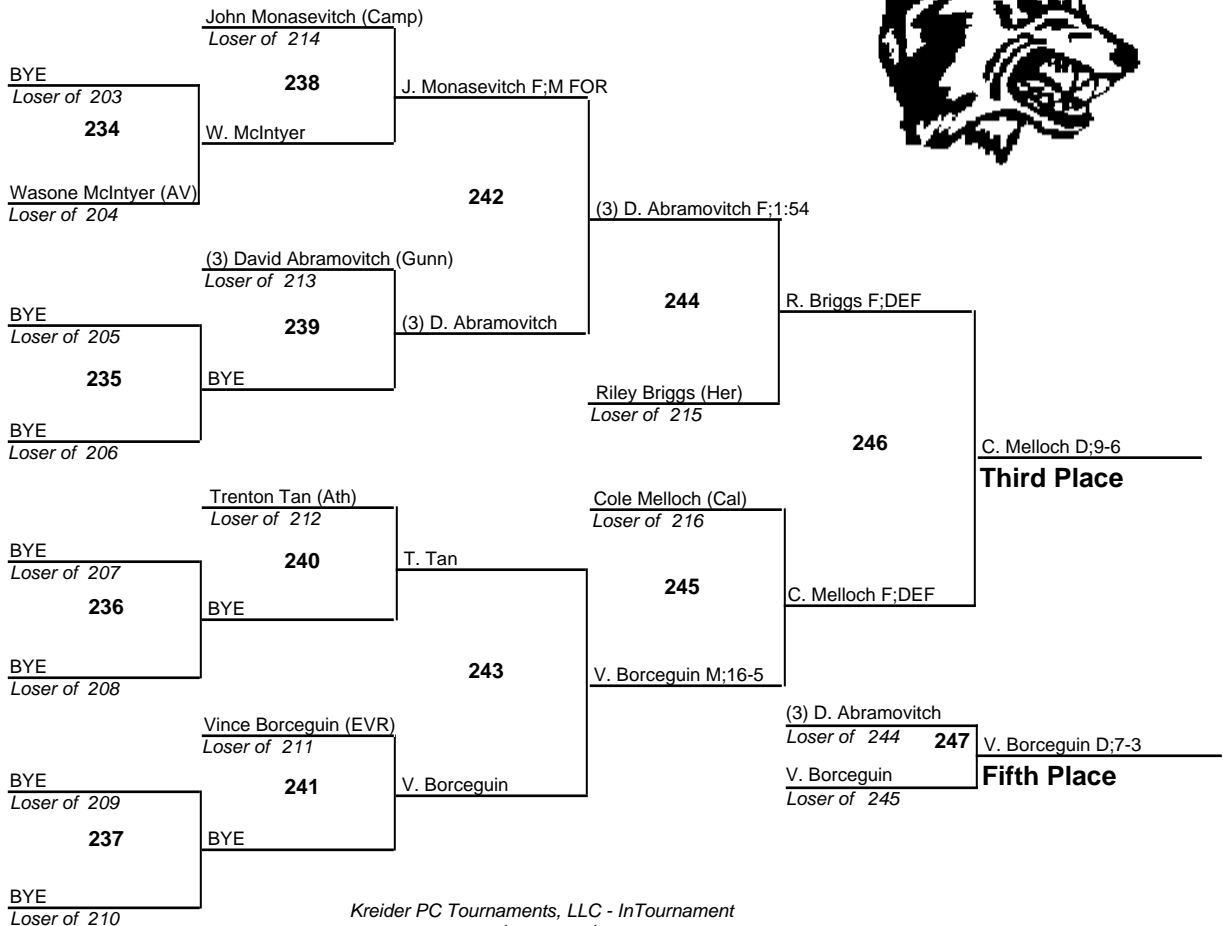 John Monasevitch (Camp)
Loser of 214
BYE
Loser of 203
238
J. Monasevitch F;M FOR
234
W. McIntyer
Wasone McIntyer (AV)
Loser of 204
242
(3) D. Abramovitch F;1:54
(3) David Abramovitch (Gunn)
Loser of 213
244
R. Briggs F;DEF
BYE
Loser of 205
239
(3) D. Abramovitch
235
BYE
Riley Briggs (Her)
Loser of 215
BYE
Loser of 206
246
C. Melloch D;9-6
Third Place
Trenton Tan (Ath)
Loser of 212
Cole Melloch (Cal)
Loser of 216
BYE
Loser of 207
240
T. Tan
245
236
BYE
C. Melloch F;DEF
BYE
Loser of 208
243
V. Borceguin M;16-5
Vince Borceguin (EVR)
Loser of 211
(3) D. Abramovitch
Loser of 244
247
V. Borceguin D;7-3
Fifth Place
BYE
Loser of 209
241
V. Borceguin
V. Borceguin
Loser of 245
237
BYE
BYE
Loser of 210
Kreider PC Tournaments, LLC - InTournament